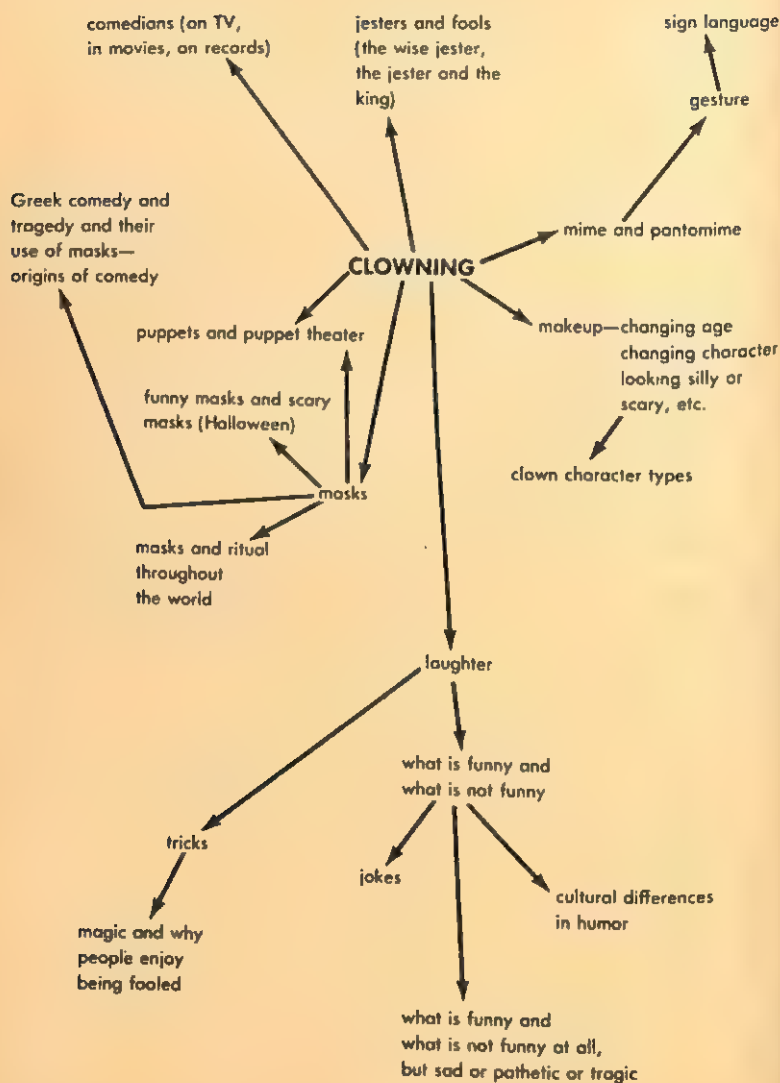 comedians (on TV,
in movies, on records)
jesters and fools
(the wise jester,
the jester and the
king)
sign language
gesture
Greek comedy and
tragedy and their
use of masks—
origins of comedy
mime and pantomime
CLOWNING
puppets and puppet theater
makeup—changing age
changing character
looking silly or
scary, etc.
funny masks and scary
masks (Halloween)
clown character types
masks
masks and ritual
throughout
the world
laughter
what is funny and
what is not funny
tricks
jokes
cultural differences
in humor
magic and why
people enjoy
being fooled
what is funny and
what is not funny at all,
but sad or pathetic or tragic